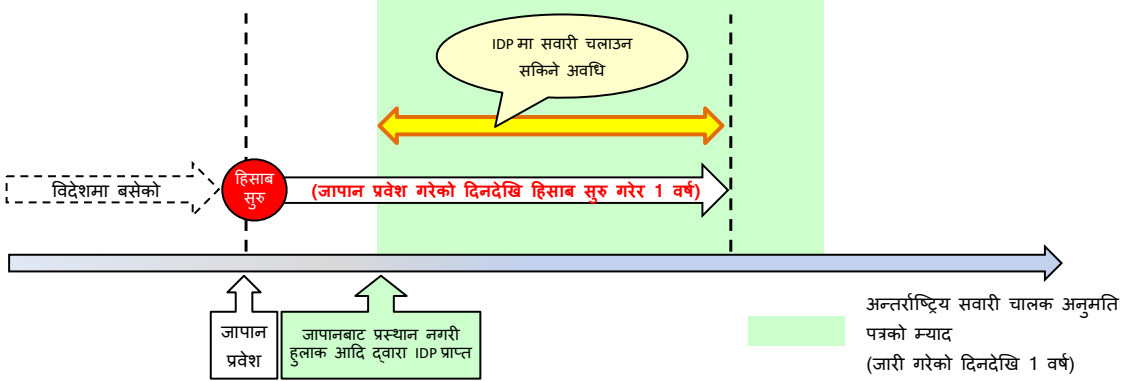 IDP मा सवारी चलाउन
सकिने अवधि
विदेशमा बसेको
हिसाब
सुरु
(जापान प्रवेश गरेको दिनदेखि हिसाब सुरु गरेर 1 वर्ष)
जापान
प्रवेश
जापानबाट प्रस्थान नगरी
हुलाक आदि द्वारा IDP प्राप्त
अन्तर्राष्ट्रिय सवारी चालक अनुमति
पत्रको म्याद
(जारी गरेको दिनदेखि 1 वर्ष)